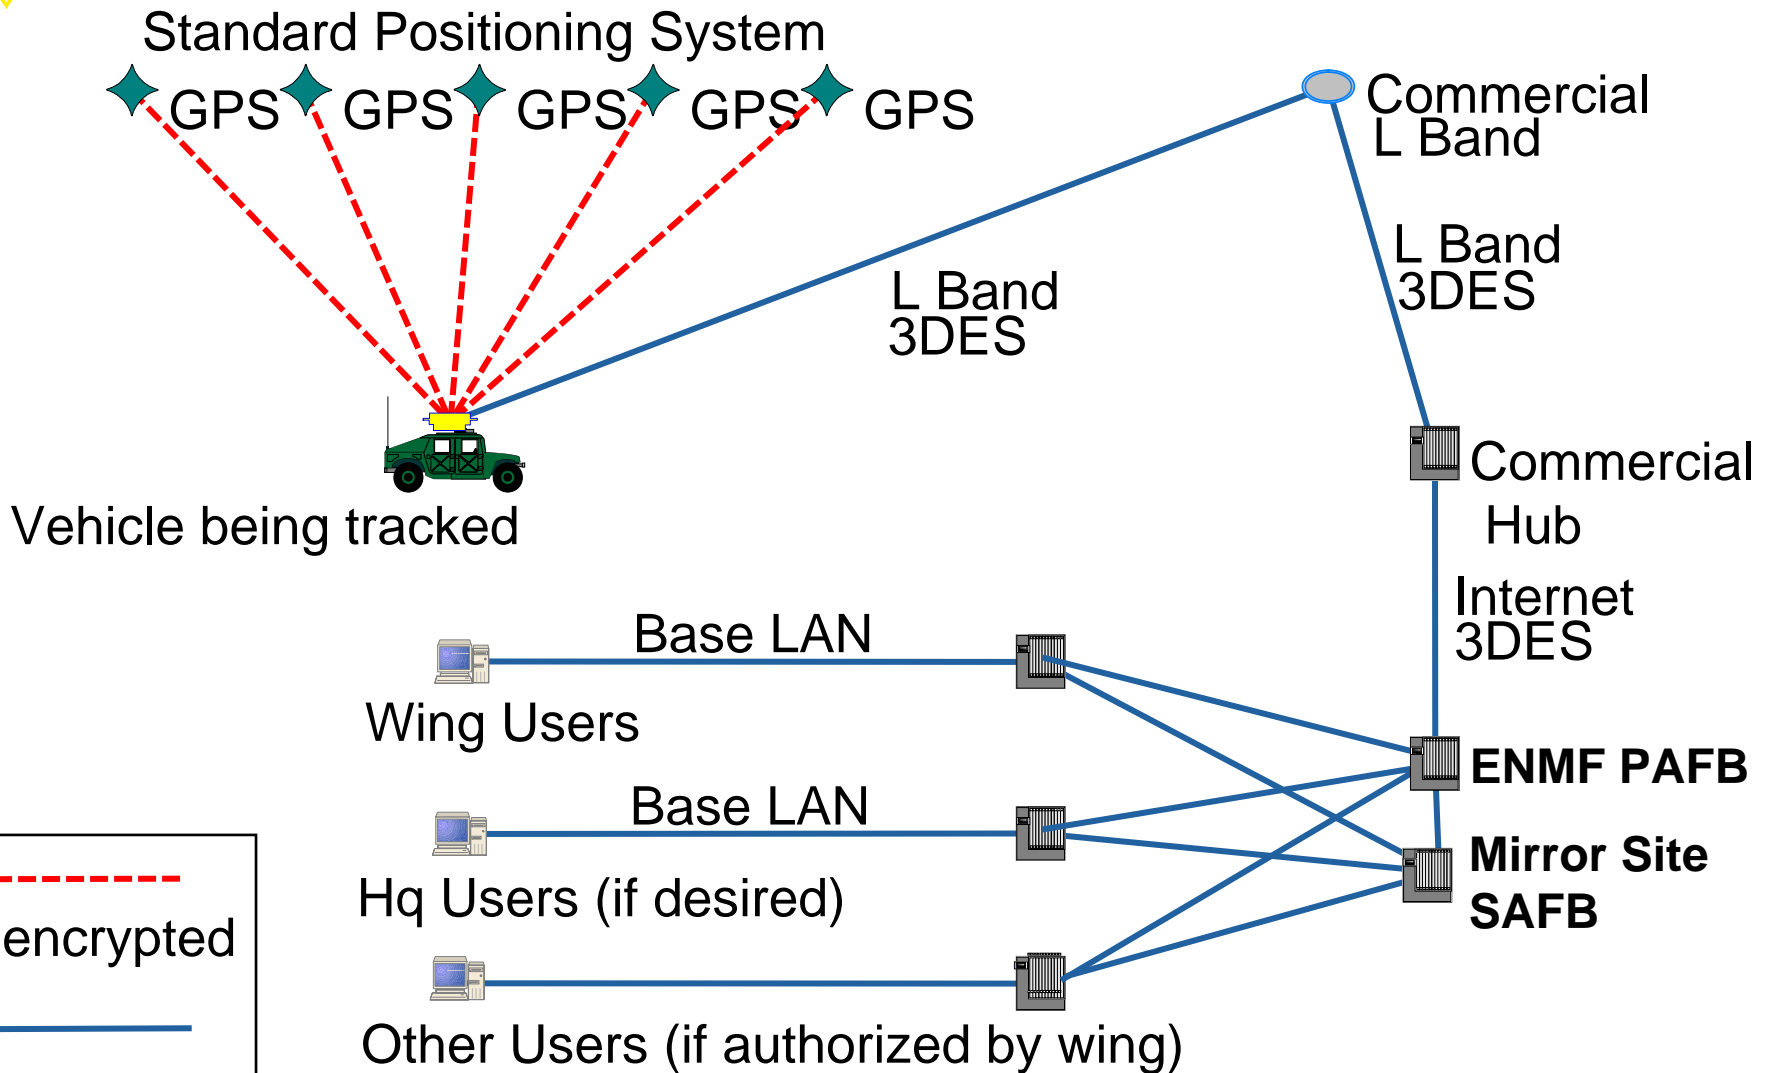 Standard Positioning System
GPS GPS GPS GPS GPS
Commercial
L Band
L Band
3DES
L Band
3DES
Commercial
Hub
Vehicle being tracked
Internet
3DES
Base LAN
Wing Users
ENMF PAFB
Base LAN
Mirror Site
SAFB
Hq Users (if desired)
encrypted
Other Users (if authorized by wing)